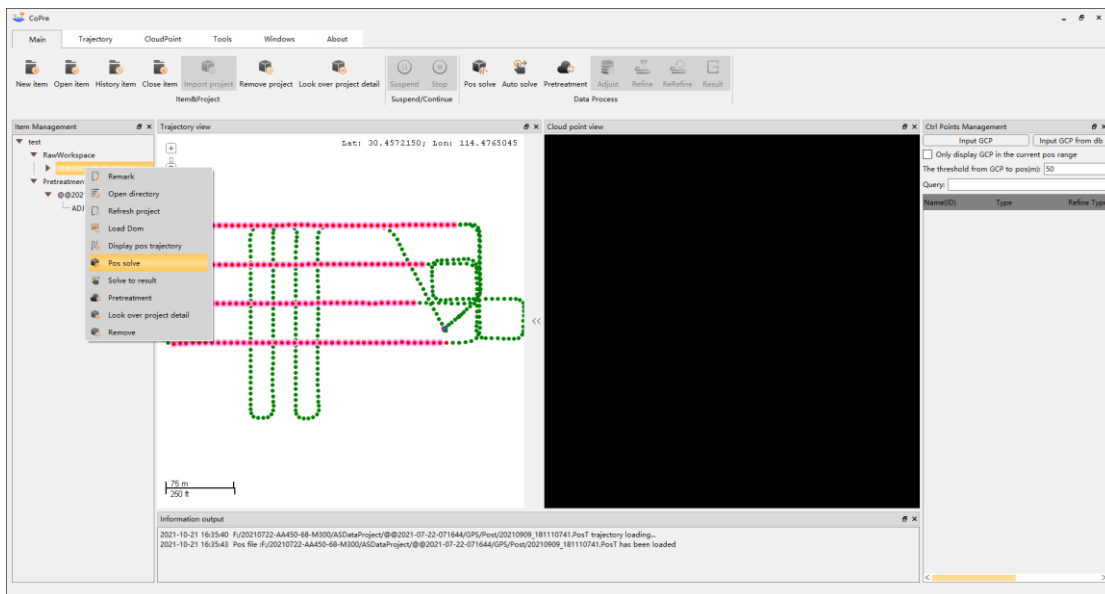 CoPre
Main Trajectory CloudPoint Tools Windows About
New item Open item History item Close item Import project Remove project Look over project detail Suspend Stop Pos solve Auto solve Pretreatment Adjust Refine ReRefine Result
Item&Project Suspend/Continue Data Process
Item Management
test
RawWorkspace
Pretreatment
@@202
ADJ
Remark
Open directory
Refresh project
Load Dom
Display pos trajectory
Pos solve
Solve to result
Pretreatment
Look over project detail
Remove
Trajectory view
Lat: 30.4572150; Lon: 114.4765045
75 m
250 ft
<<
Cloud point view
Ctrl Points Management
Input GCP Input GCP from db
Only display GCP in the current pos range
The threshold from GCP to pos(m): 50
Query:
Name(ID) Type Refine Type
Information output
2021-10-21 16:35:40 F:/20210722-AA450-68-M300/ASDataProject/@@2021-07-22-071644/GPS/Post/20210909_181110741.PosT trajectory loading...
2021-10-21 16:35:43 Pos file :F:/20210722-AA450-68-M300/ASDataProject/@@2021-07-22-071644/GPS/Post/20210909_181110741.PosT has been loaded